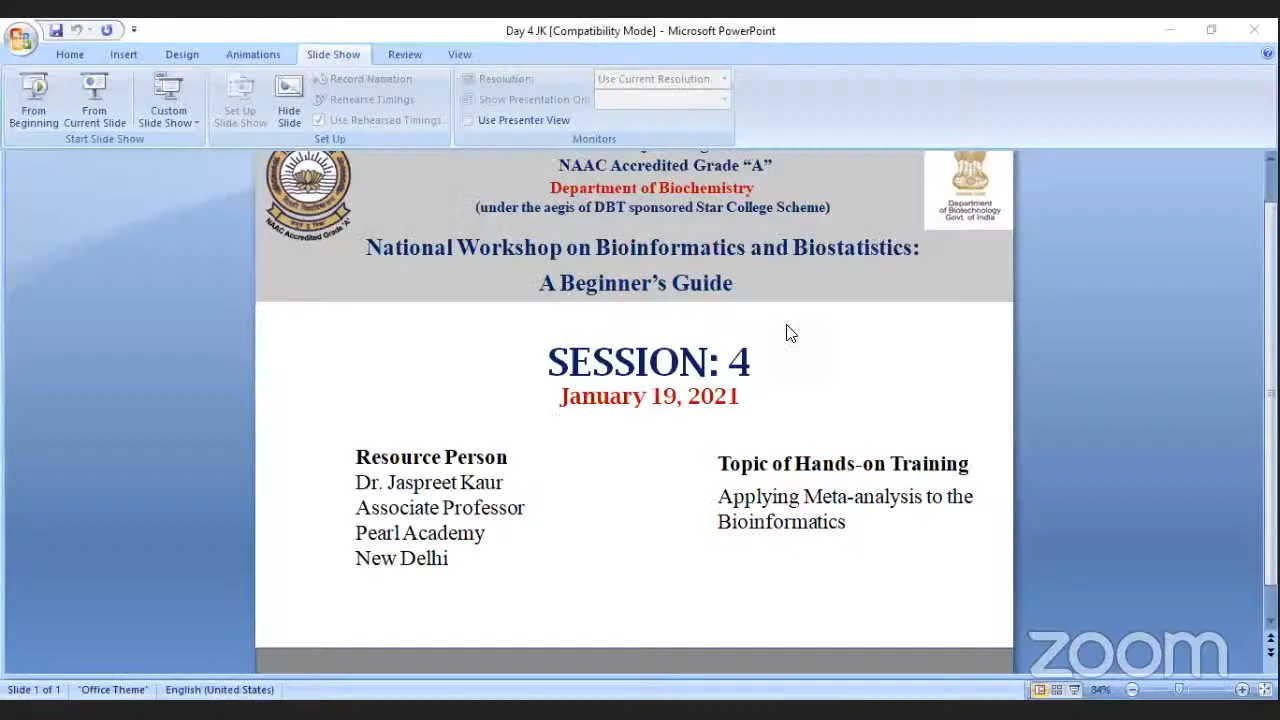 Day 4 JK [Compatibility Mode] - Microsoft PowerPoint
Home Insert Design Animations Slide Show Review View
From Beginning
From Current Slide
Custom Slide Show
Set Up Slide Show
Hide Slide
Record Narration
Rehearse Timings
Use Rehearsed Timings
Resolution: Use Current Resolution
Show Presentation On:
Use Presenter View
Start Slide Show Set Up Monitors
NAAC Accredited Grade “A”
Department of Biochemistry
(under the aegis of DBT sponsored Star College Scheme)
NAAC Accredited Grade 'A'
Department of Biotechnology
Govt. of India
National Workshop on Bioinformatics and Biostatistics:
A Beginner’s Guide
SESSION: 4
January 19, 2021
Resource Person
Dr. Jaspreet Kaur
Associate Professor
Pearl Academy
New Delhi
Topic of Hands-on Training
Applying Meta-analysis to the
Bioinformatics
zoom
Slide 1 of 1 "Office Theme" English (United States) 84%